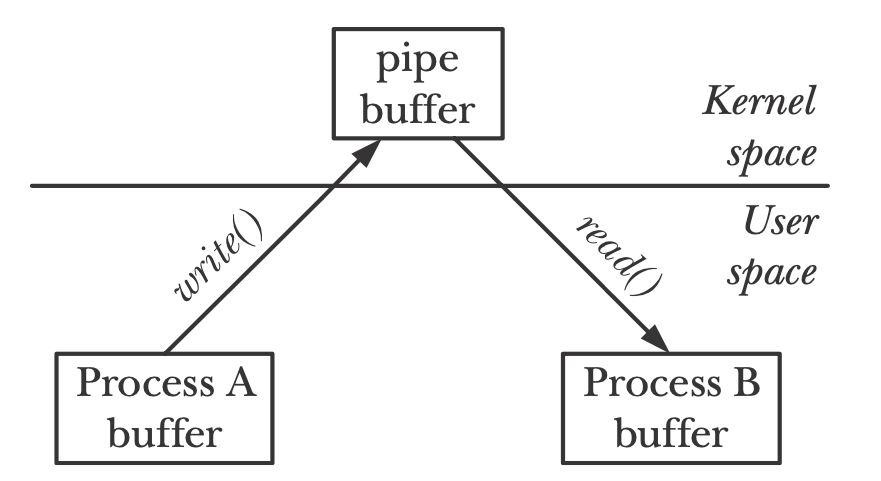 pipe
buffer
Kernel
space
User
space
write()
read()
Process A
buffer
Process B
buffer